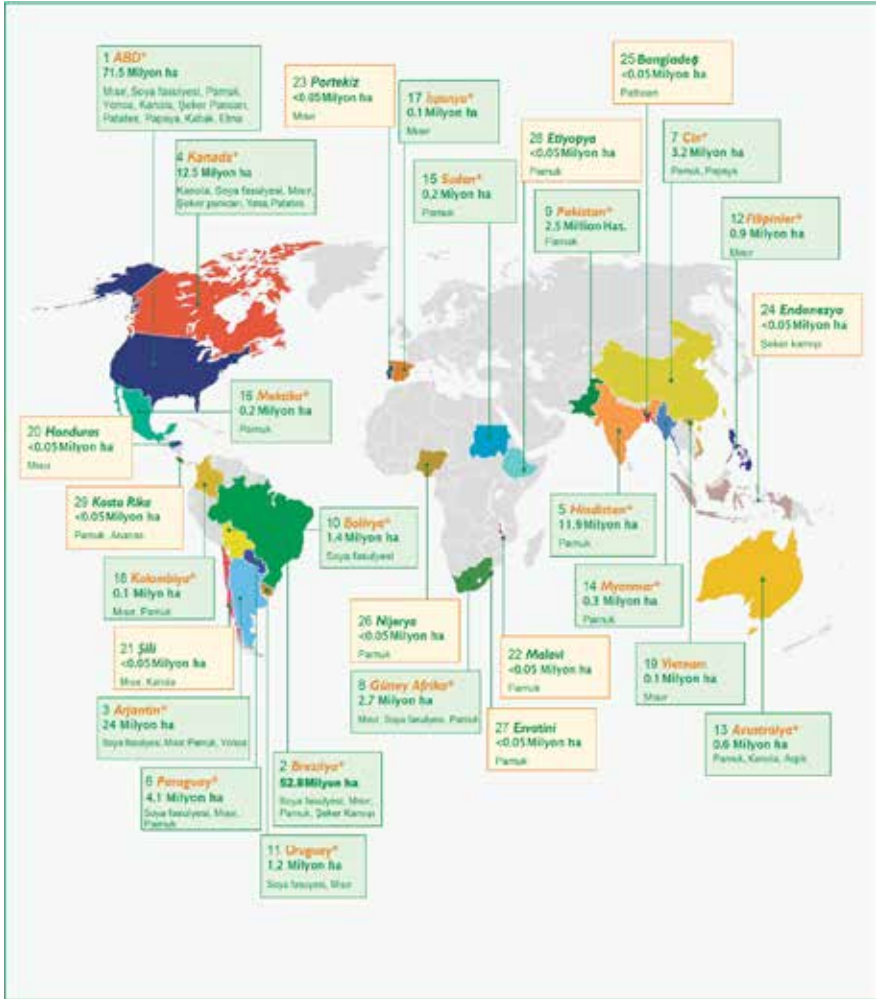 1 ABD*
71.5 Milyon ha
Mısır, Soya fasulyesi, Pamuk,
Yonca, Kanola, Şeker Pancarı,
Patates, Papaya, Kabak, Elma
4 Kanada*
12.5 Milyon ha
Kanola, Soya fasulyesi, Mısır,
Şeker pancarı, Patates
23 Portekiz
<0.05 Milyon ha
Mısır
17 İspanya*
0.1 Milyon ha
Mısır
15 Sudan*
0.2 Milyon ha
Pamuk
28 Etiyopya
<0.05 Milyon ha
Pamuk
9 Pakistan*
2.5 Million Has.
Pamuk
25 Bangladeş
<0.05 Milyon ha
Patlıcan
7 Çin*
3.2 Milyon ha
Pamuk, Papaya
12 Filipinler*
0.9 Milyon ha
Mısır
24 Endonezya
<0.05 Milyon ha
Şeker kamışı
16 Meksika*
0.2 Milyon ha
Pamuk
20 Honduras
<0.05 Milyon ha
Mısır
29 Kosta Rika
<0.05 Milyon ha
Pamuk, Ananas
10 Bolivya*
1.4 Milyon ha
Soya fasulyesi
5 Hindistan*
11.9 Milyon ha
Pamuk
18 Kolombiya*
0.1 Milyon ha
Mısır, Pamuk
14 Myanmar*
0.3 Milyon ha
Pamuk
26 Nijerya
<0.05 Milyon ha
Pamuk
21 Şili
<0.05 Milyon ha
Mısır, Kanola
22 Malavi
<0.05 Milyon ha
Pamuk
19 Vietnam
0.1 Milyon ha
Mısır
8 Güney Afrika*
2.7 Milyon ha
Mısır, Soya fasulyesi, Pamuk
3 Arjantin*
24 Milyon ha
Soya fasulyesi, Mısır, Pamuk, Yonca
27 Esvatini
<0.05 Milyon ha
Pamuk
13 Avustralya*
0.6 Milyon ha
Pamuk, Kanola, Aspir
2 Brezilya*
52.8 Milyon ha
Soya fasulyesi, Mısır,
Pamuk, Şeker Kamışı
6 Paraguay*
4.1 Milyon ha
Soya fasulyesi, Mısır,
Pamuk
11 Uruguay*
1.2 Milyon ha
Soya fasulyesi, Mısır